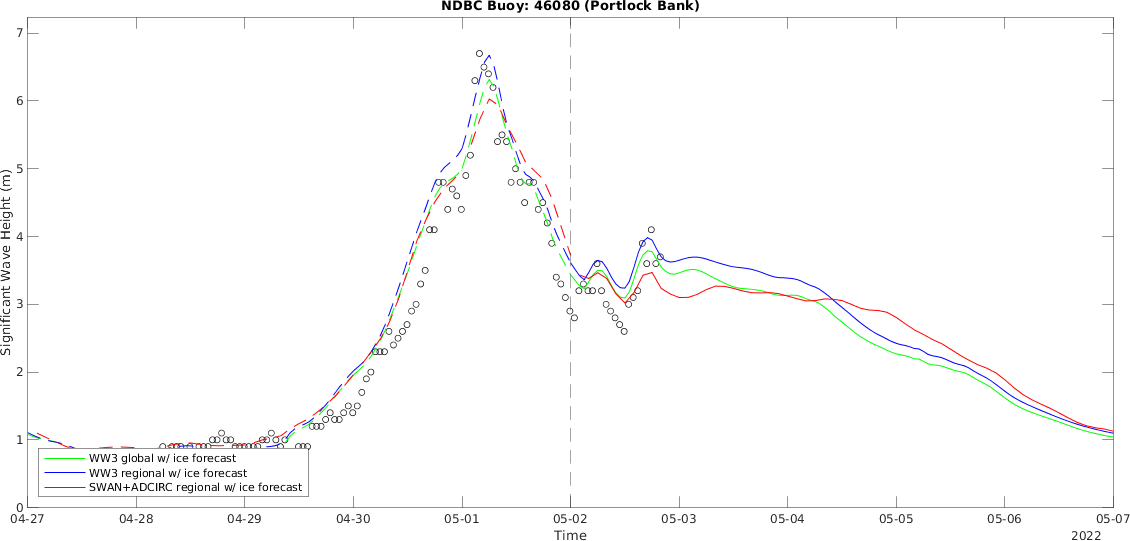 NDBC Buoy: 46080 (Portlock Bank)
7
6
5
4
3
2
1
0
Significant Wave Height (m)
WW3 global w/ ice forecast
WW3 regional w/ ice forecast
SWAN+ADCIRC regional w/ ice forecast
04-27 04-28 04-29 04-30 05-01 05-02 05-03 05-04 05-05 05-06 05-07
Time
2022